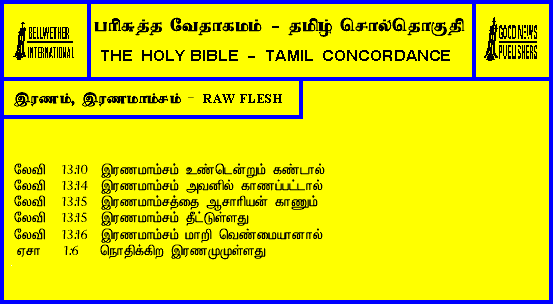 BELLWETHER
INTERNATIONAL
பரிசுத்த வேதாகமம் - தமிழ் சொல்தொகுதி
THE HOLY BIBLE - TAMIL CONCORDANCE
GOOD NEWS
PUBLISHERS
இரணம், இரணமாம்சம் - RAW FLESH
லேவி 13:10 இரணமாம்சம் உண்டென்றும் கண்டால்
லேவி 13:14 இரணமாம்சம் அவனில் காணப்பட்டால்
லேவி 13:15 இரணமாம்சத்தை ஆசாரியன் காணும்
லேவி 13:15 இரணமாம்சம் தீட்டுள்ளது
லேவி 13:16 இரணமாம்சம் மாறி வெண்மையானால்
ஏசா 1:6 நொதிக்கிற இரணமுமுள்ளது